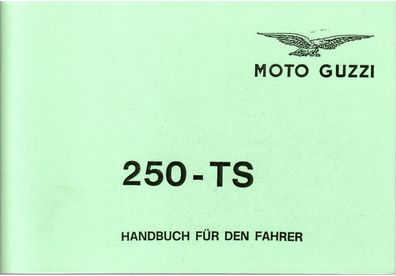 MOTO GUZZI
250-TS
HANDBUCH FÜR DEN FAHRER